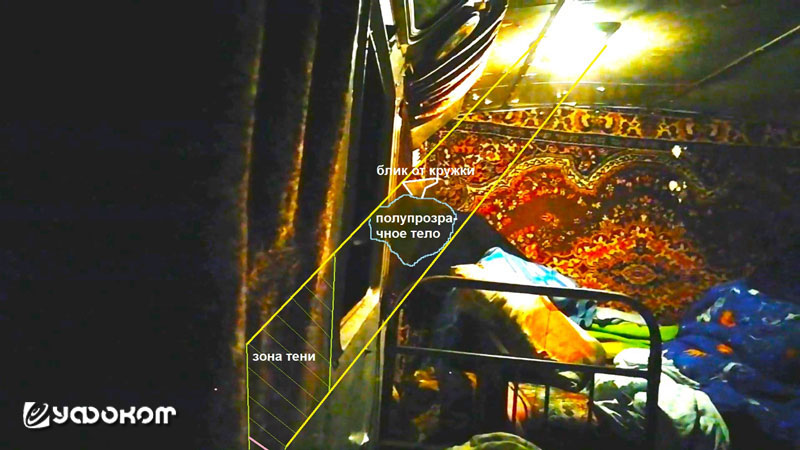 блик от кружки
полупрозра-
чное тело
зона тени
уфоком